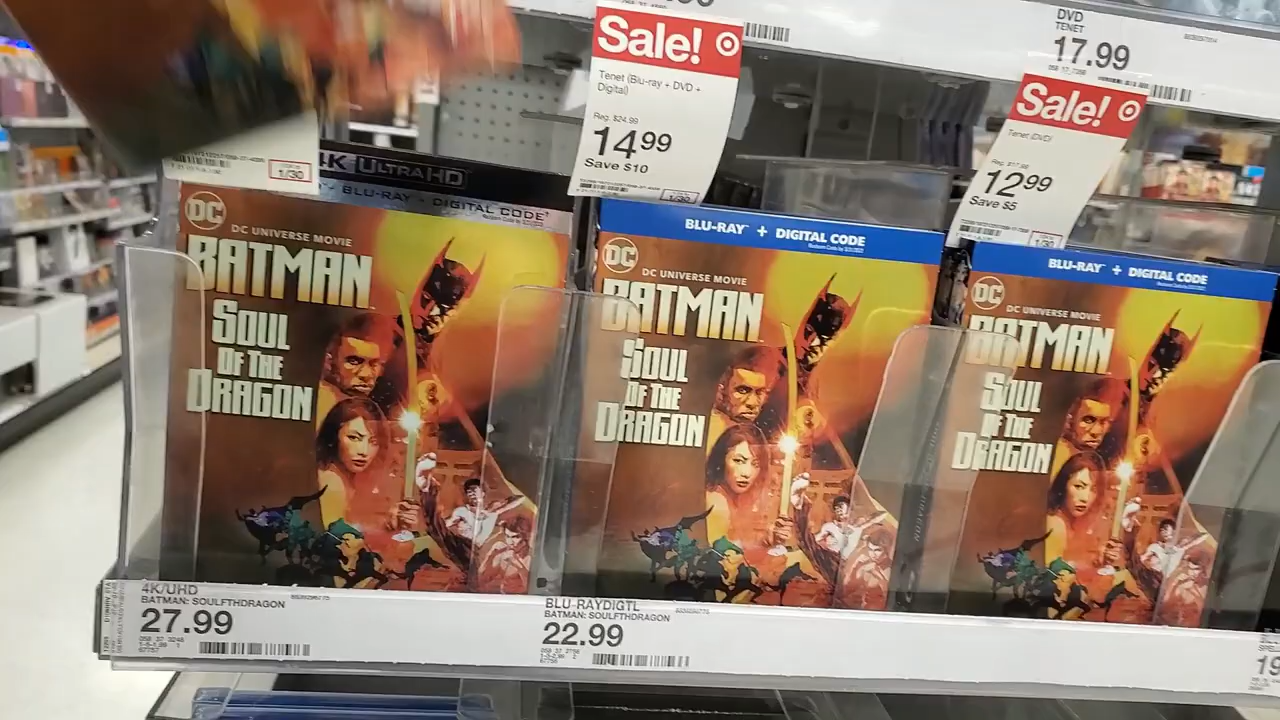 DVD
TENET
17.99
Sale!
Tenet (Blu-ray + DVD +
Digital)
Reg. $24.99
14.99
Save $10
1/30
Sale!
Tenet (DVD)
12.99
Save $5
1/30
1/30
4K ULTRAHD
BLU-RAY + DIGITAL CODE
DC
DC UNIVERSE MOVIE
BATMAN
SOUL
OF THE
DRAGON
BLU-RAY + DIGITAL CODE
DC
DC UNIVERSE MOVIE
BATMAN
SOUL
OF THE
DRAGON
BLU-RAY + DIGITAL CODE
DC
DC UNIVERSE MOVIE
BATMAN
SOUL
OF THE
DRAGON
4K/UHD
BATMAN: SOULFTHDRAGON
27.99
BLU-RAYDIGTL
BATMAN: SOULFTHDRAGON
22.99
19